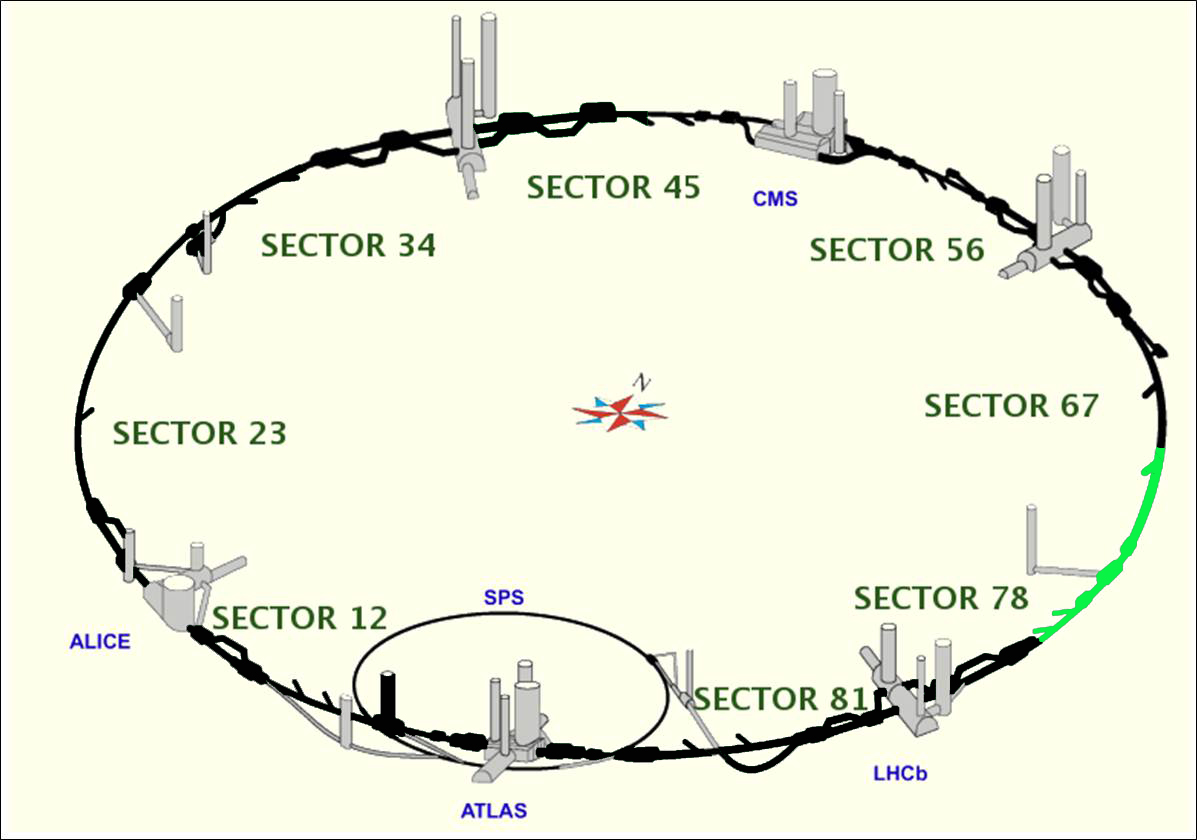 SECTOR 45
CMS
SECTOR 34
SECTOR 56
N
SECTOR 67
SECTOR 23
SPS
SECTOR 78
SECTOR 12
ALICE
SECTOR 81
LHCb
ATLAS